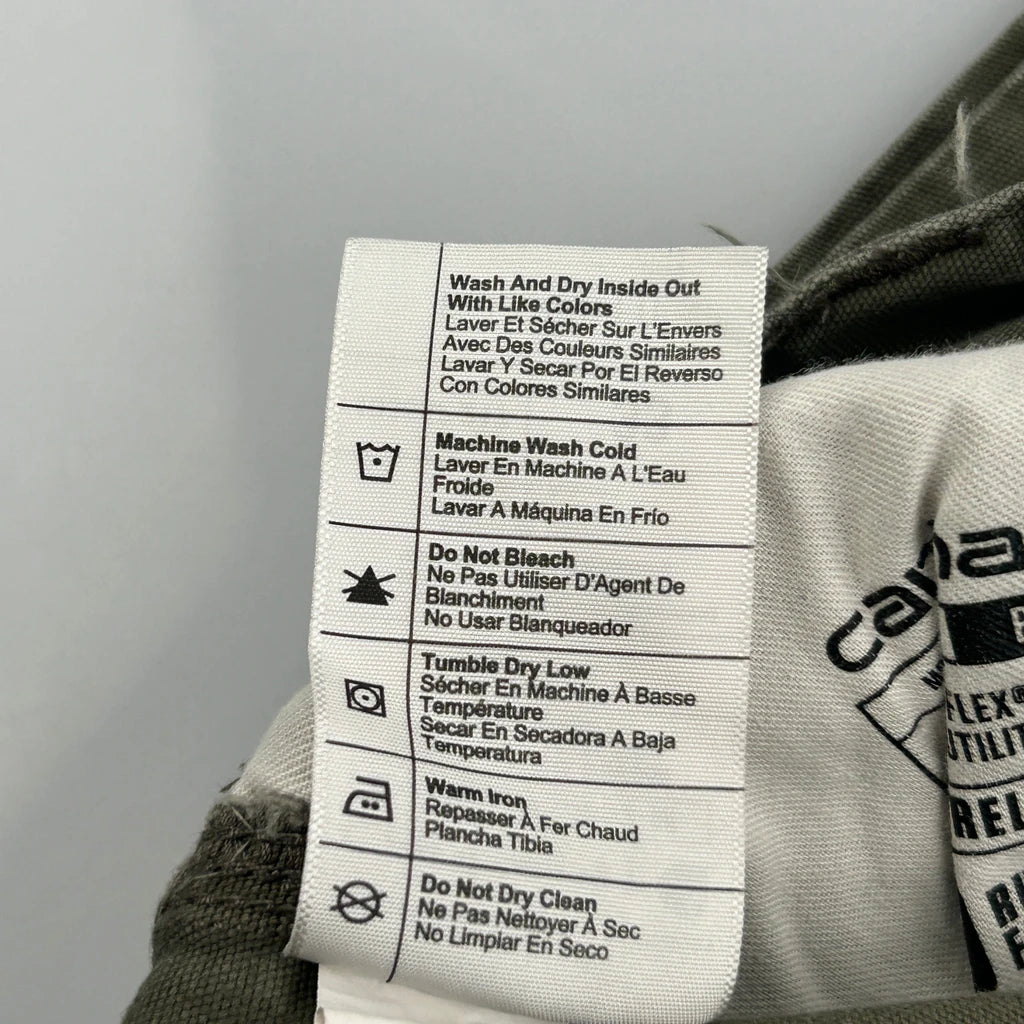 Wash And Dry Inside Out
With Like Colors
Laver Et Sécher Sur L'Envers
Avec Des Couleurs Similaires
Lavar Y Secar Por El Reverso
Con Colores Similares
Machine Wash Cold
Laver En Machine A L'Eau
Froide
Lavar A Máquina En Frío
Do Not Bleach
Ne Pas Utiliser D'Agent De
Blanchiment
No Usar Blanqueador
Tumble Dry Low
Sécher En Machine À Basse
Température
Secar En Secadora A Baja
Temperatura
Warm Iron
Repasser À Fer Chaud
Plancha Tibia
Do Not Dry Clean
Ne Pas Nettoyer À Sec
No Limpiar En Seco
carha
FLEX®
UTILIT
REL